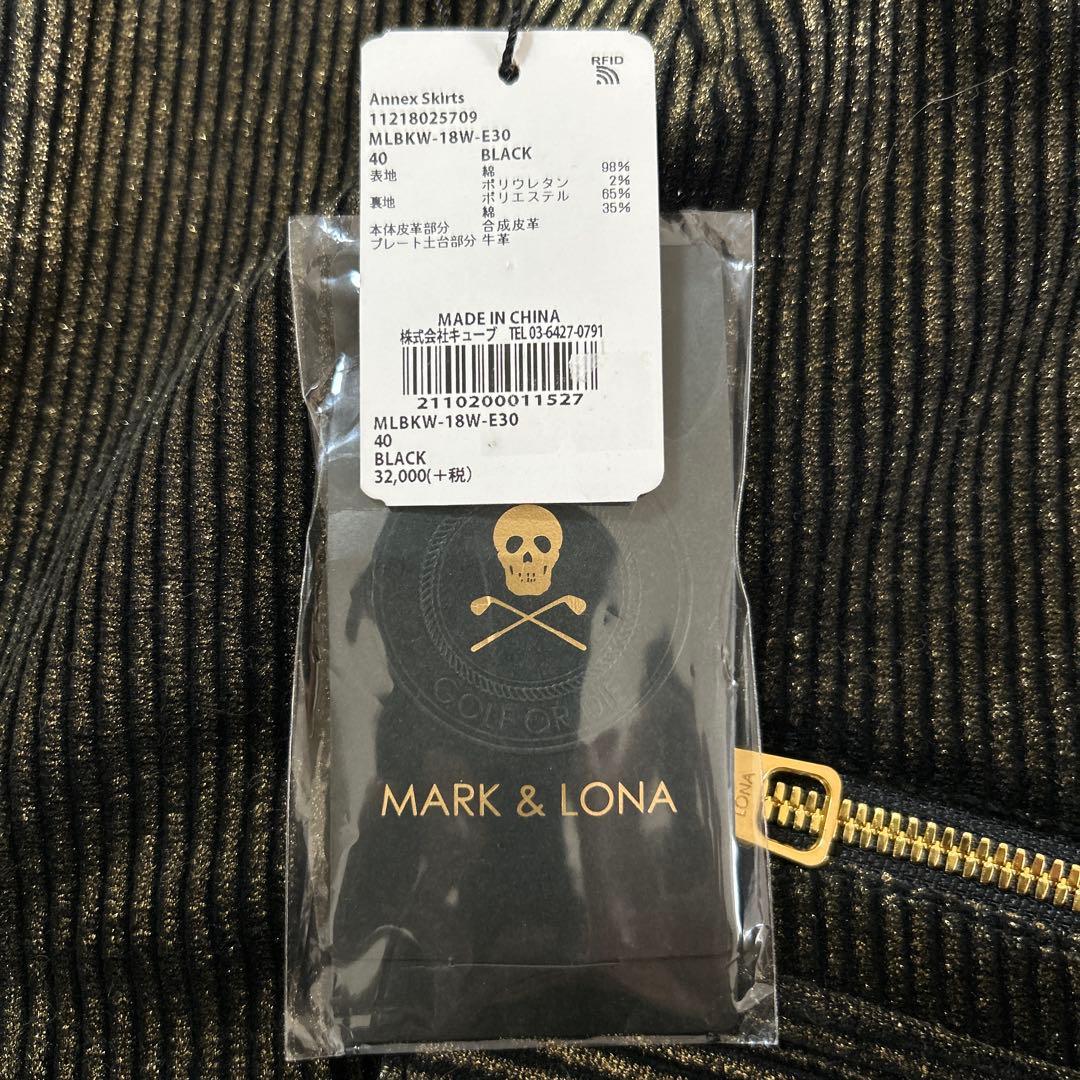 RFID
Annex Skirts
11218025709
MLBKW-18W-E30
40 BLACK
表地 綿 98%
ポリウレタン 2%
裏地 ポリエステル 65%
綿 35%
本体皮革部分 合成皮革
プレート土台部分 牛革
MADE IN CHINA
株式会社キューブ TEL 03-6427-0791
2110200011527
MLBKW-18W-E30
40
BLACK
32,000(+税)
GOLF OR DIE
MARK & LONA
LONA